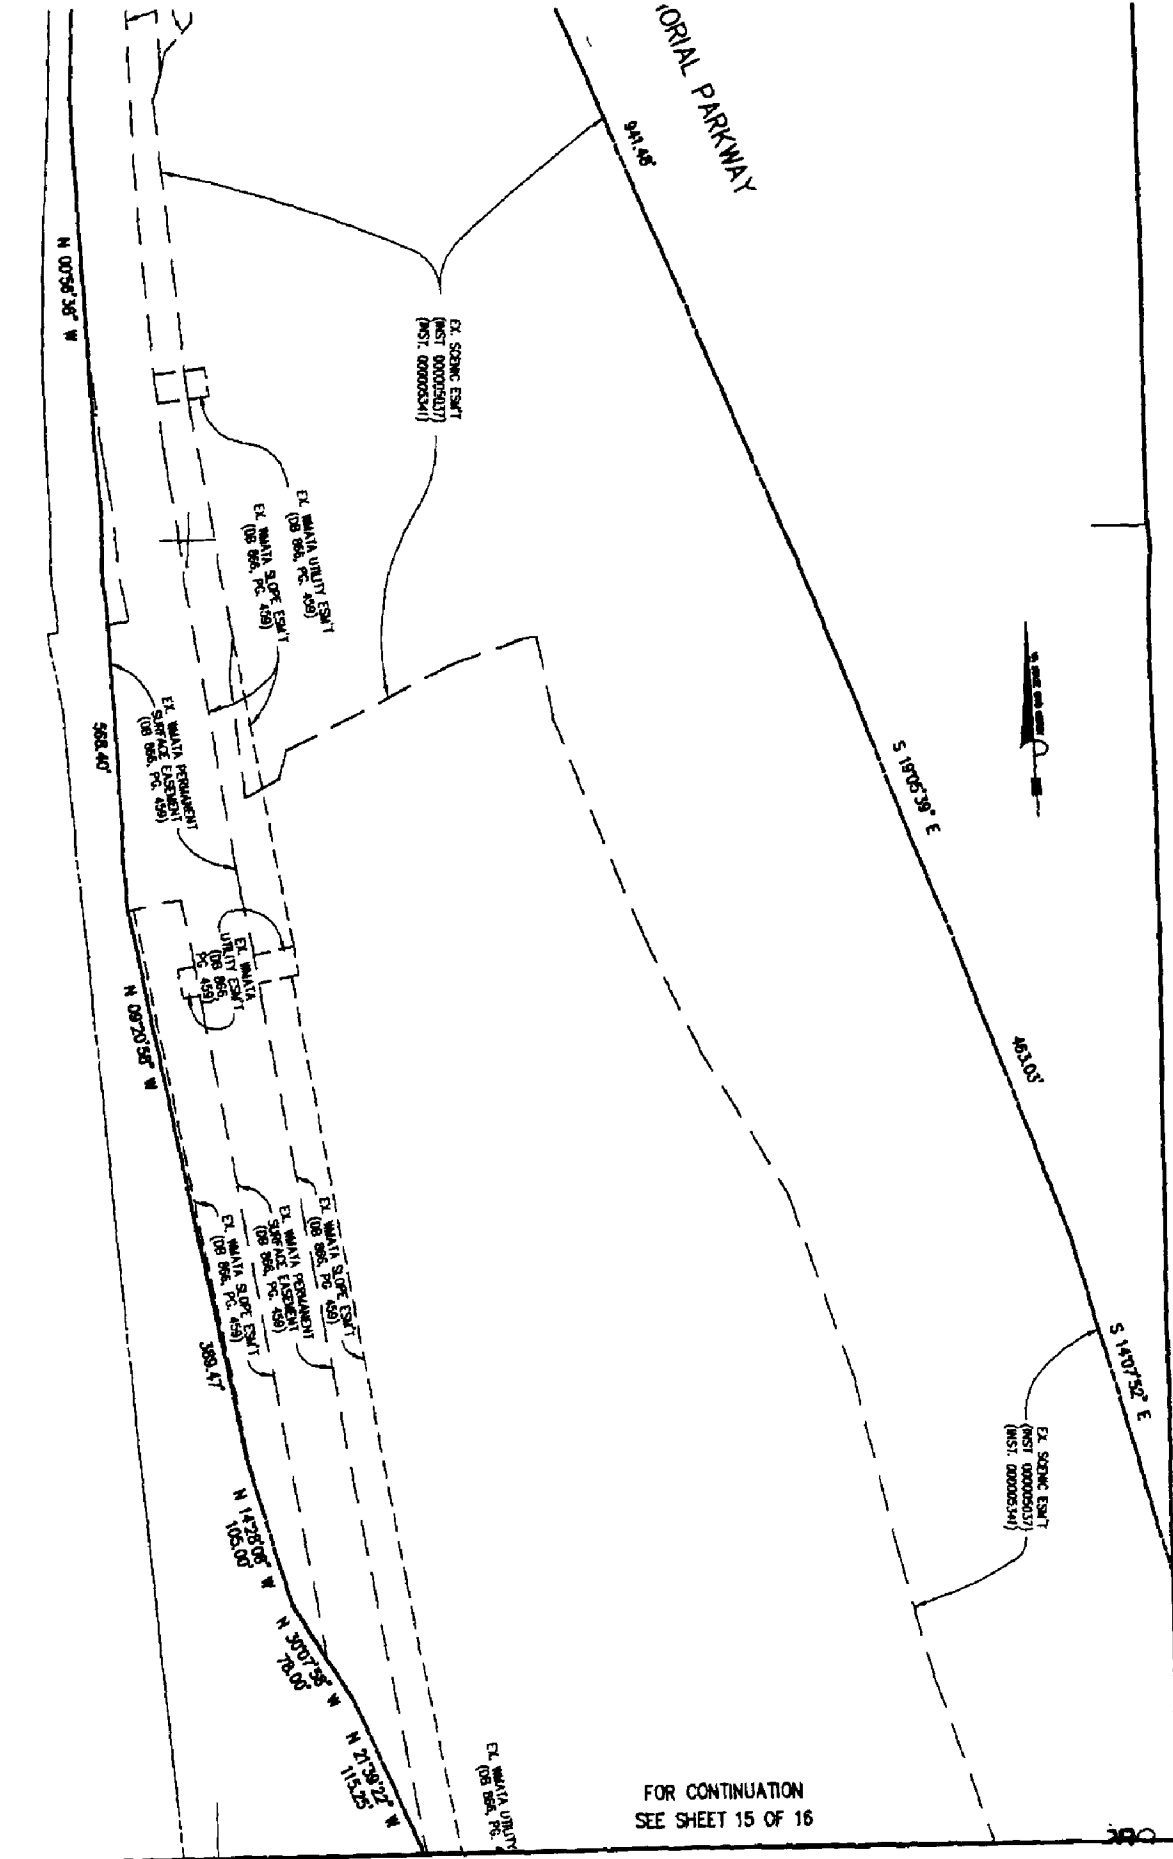 ORIAL PARKWAY
941.48'
N 00°56'36" W
EX. SCENIC ESM'T
(INST 000005037)
(INST. 000005341)
EX. WMATA UTILITY ESM'T
(DB 866, PG. 459)
EX. WMATA SLOPE ESM'T
(DB 866, PG. 459)
EX. WMATA PERMANENT
SURFACE EASEMENT
(DB 866, PG. 459)
568.40'
S 19°05'39" E
EX. WMATA
UTILITY ESM'T
(DB 866,
PG 459)
N 09°20'56" W
463.03'
EX. WMATA SLOPE ESM'T
(DB 866, PG 459)
EX. WMATA PERMANENT
SURFACE EASEMENT
(DB 866, PG. 459)
EX. WMATA SLOPE ESM'T
(DB 866, PG. 459)
389.47'
S 14°07'52" E
EX. SCENIC ESM'T
(INST 000005037)
(INST. 000005341)
N 14°28'06" W
105.00'
N 30°07'58" W
78.00'
N 21°39'22" W
115.25'
EX. WMATA UTILITY
(DB 866, PG.
FOR CONTINUATION
SEE SHEET 15 OF 16